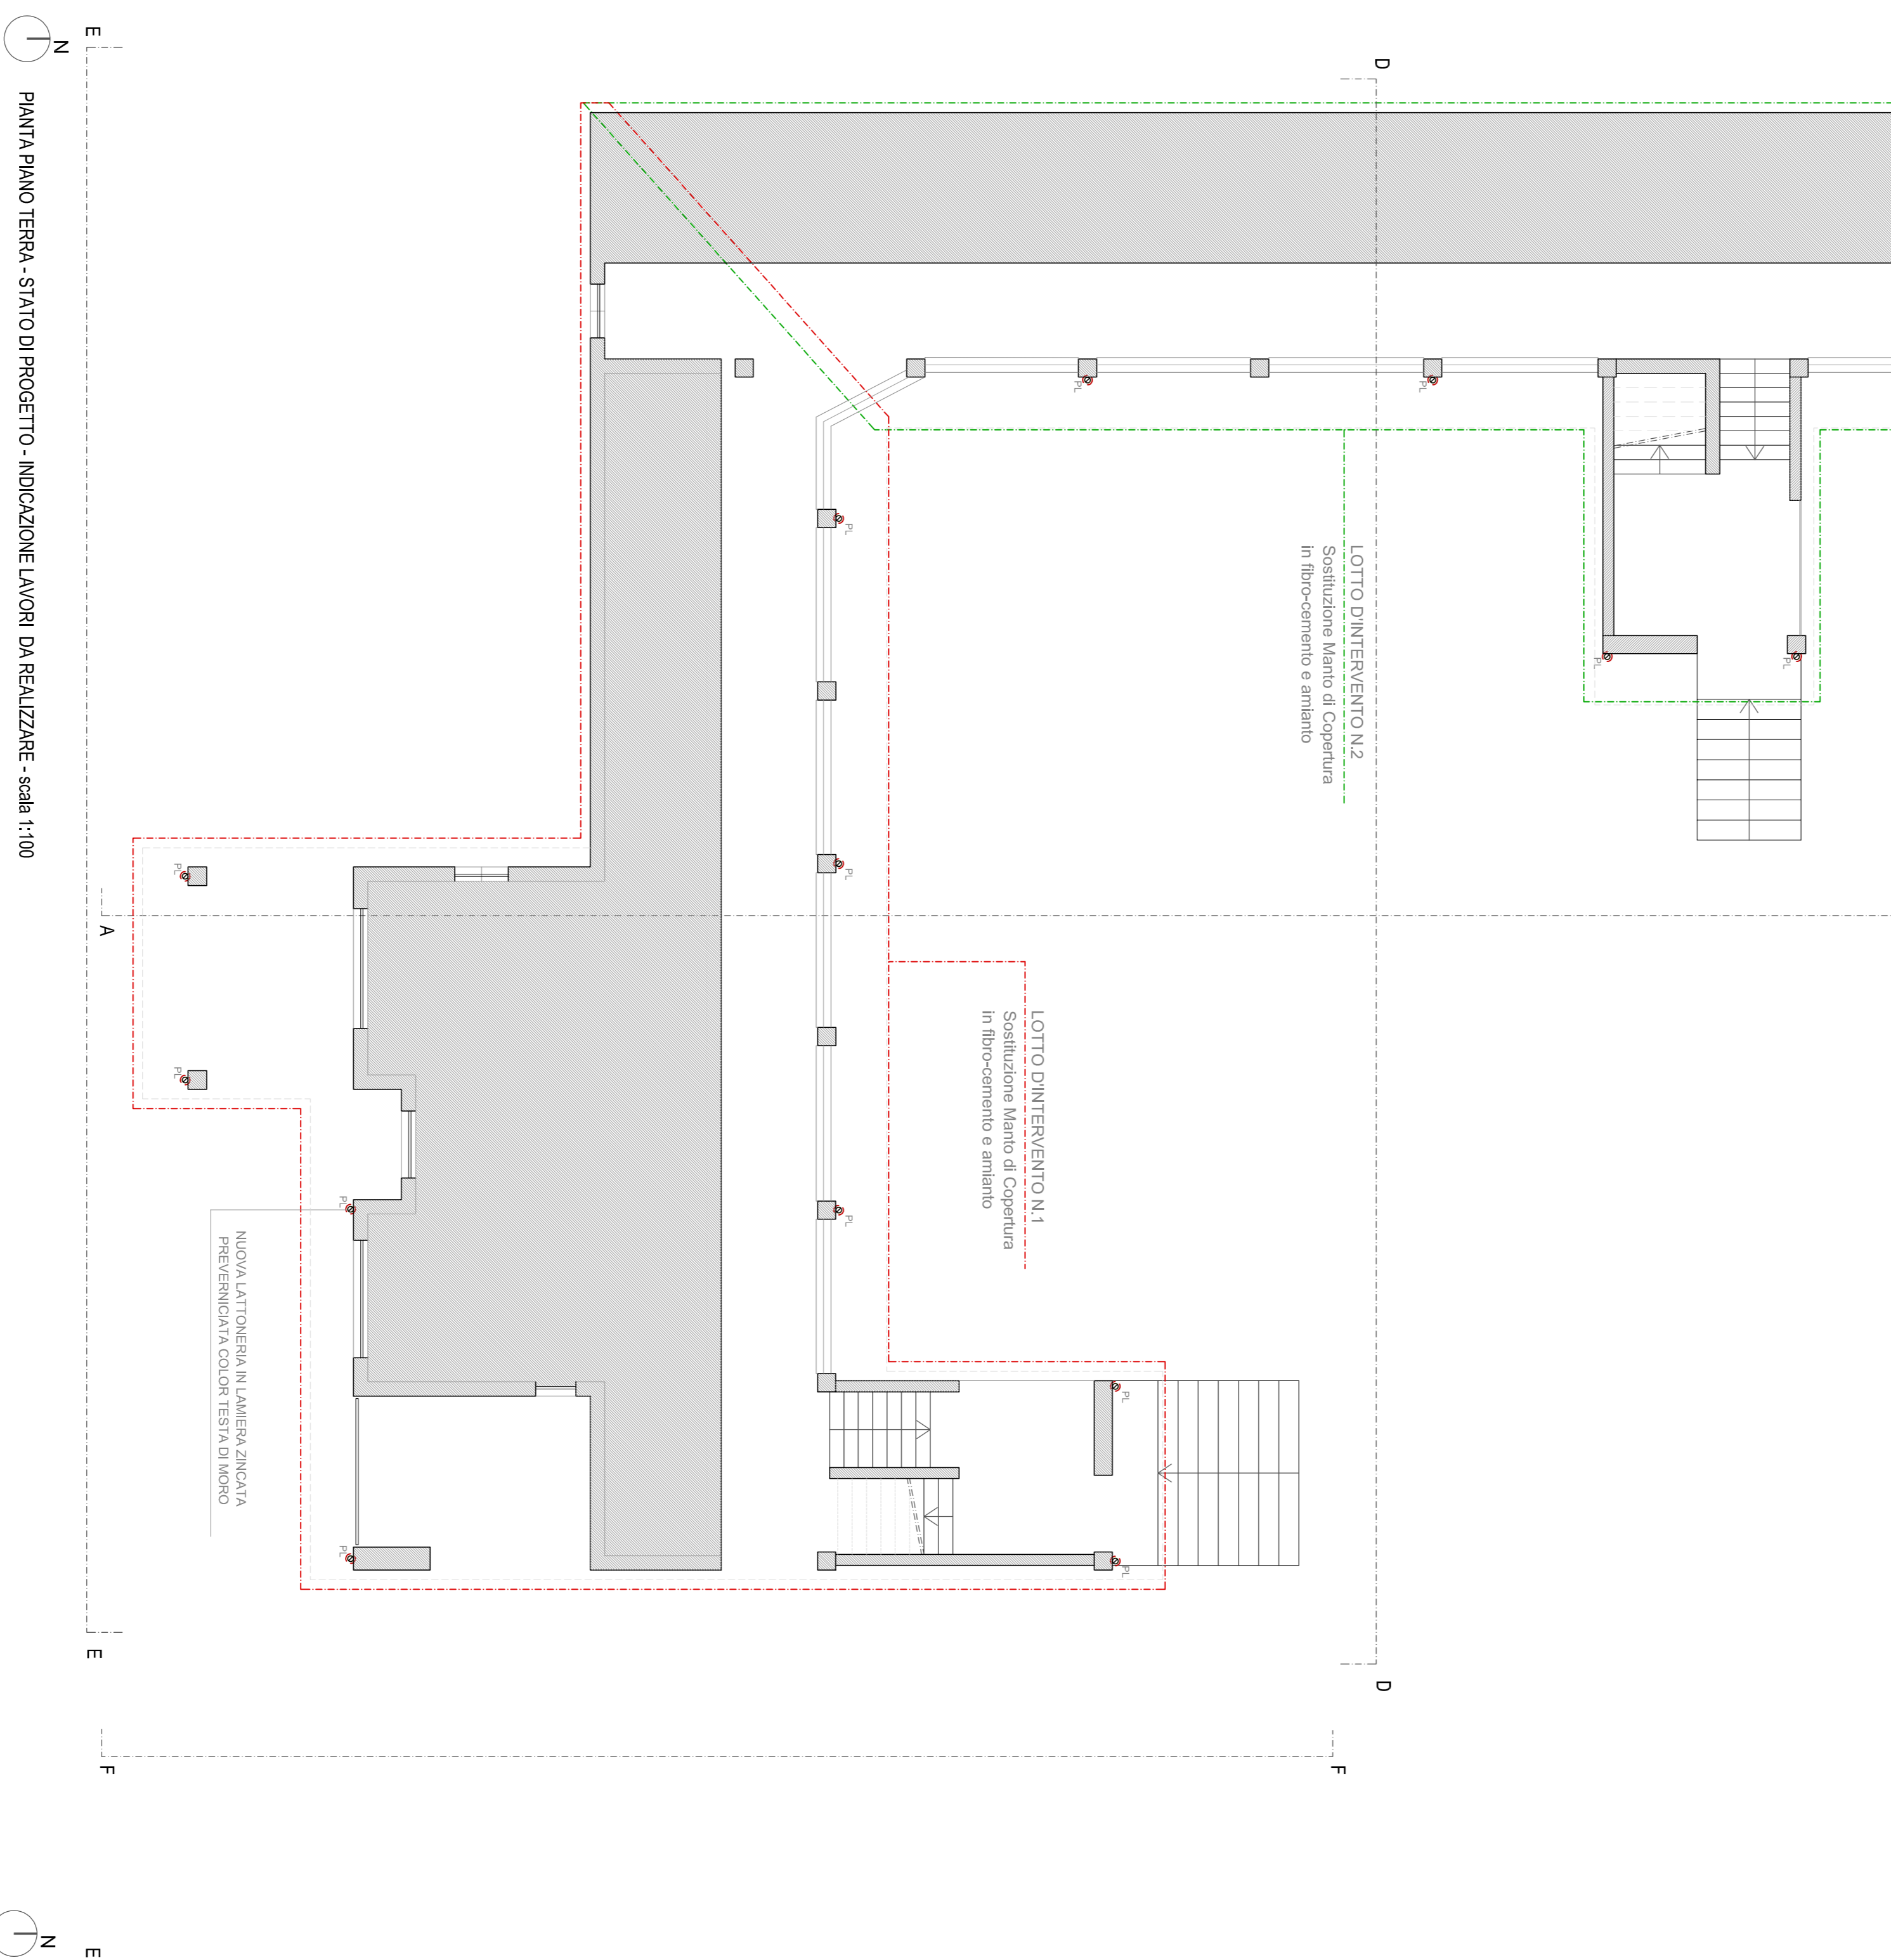 N
E
PIANTA PIANO TERRA - STATO DI PROGETTO - INDICAZIONE LAVORI DA REALIZZARE - scala 1:100
D
PL
PL
PL
PL
PL
LOTTO D'INTERVENTO N.2
Sostituzione Manto di Copertura
in fibro-cemento e amianto
PL
PL
A
PL
LOTTO D'INTERVENTO N.1
Sostituzione Manto di Copertura
in fibro-cemento e amianto
PL
PL
NUOVA LATTONERIA IN LAMIERA ZINCATA
PREVERNICIATA COLOR TESTA DI MORO
PL
PL
PL
PL
E
D
F
F
N
E